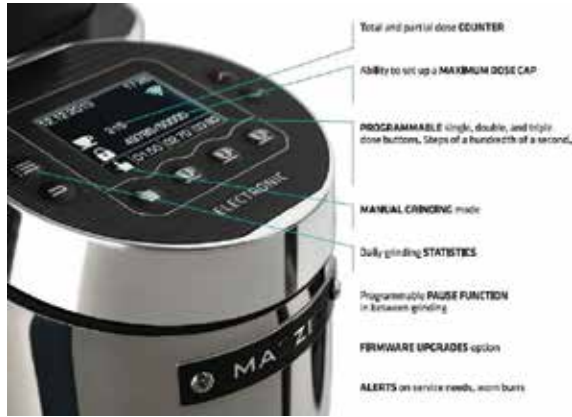 Total and partial dose COUNTER
Ability to set up a MAXIMUM DOSE CAP
PROGRAMMABLE single, double, and triple
dose buttons. Steps of a hundredth of a second.
MANUAL GRINDING mode
Daily grinding STATISTICS
Programmable PAUSE FUNCTION
in between grinding
FIRMWARE UPGRADES option
ALERTS on service needs, worn burrs
215
ELECTRONIC